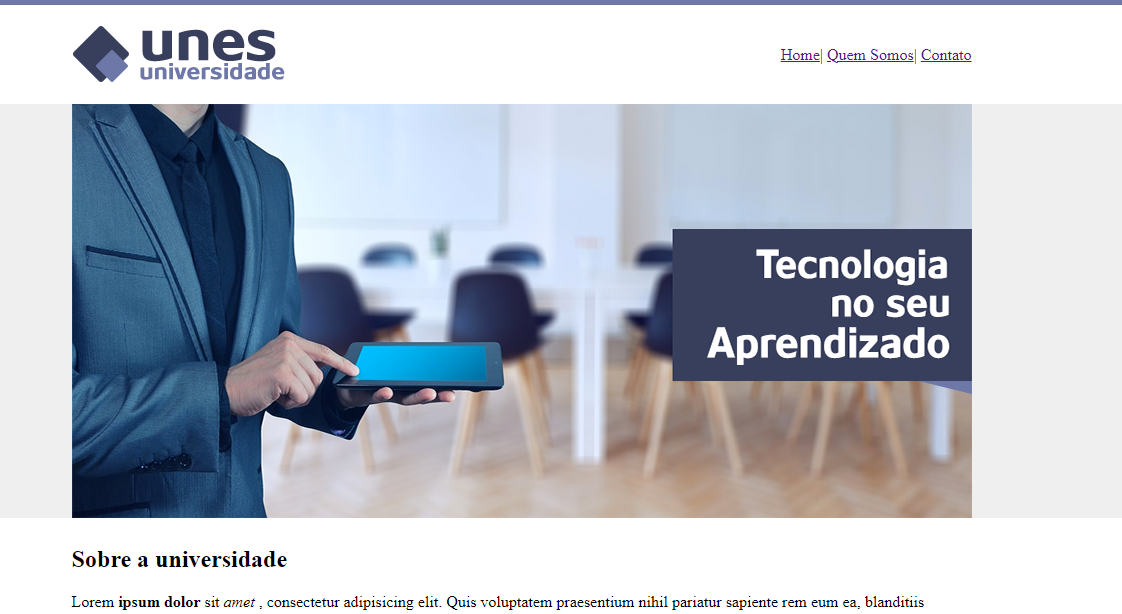 unes
universidade
Home| Quem Somos| Contato
Tecnologia
no seu
Aprendizado
Sobre a universidade
Lorem ipsum dolor sit amet , consectetur adipisicing elit. Quis voluptatem praesentium nihil pariatur sapiente rem eum ea, blanditiis